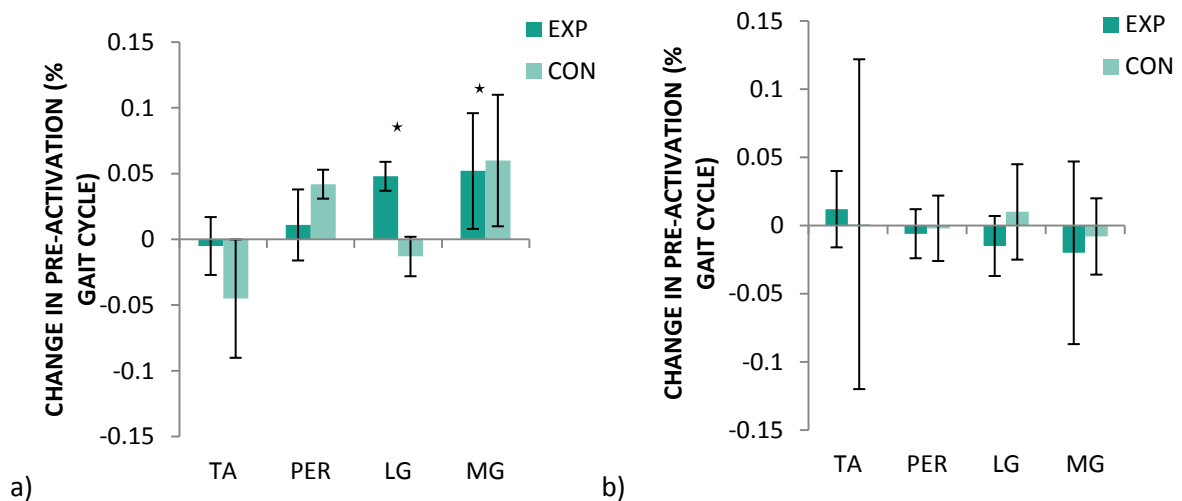 EXP
CON
CHANGE IN PRE-ACTIVATION (%
GAIT CYCLE)
0.15
0.1
0.05
0
-0.05
-0.1
-0.15
TA PER LG MG
a)
EXP
CON
CHANGE IN PRE-ACTIVATION (%
GAIT CYCLE)
0.15
0.1
0.05
0
-0.05
-0.1
-0.15
TA PER LG MG
b)